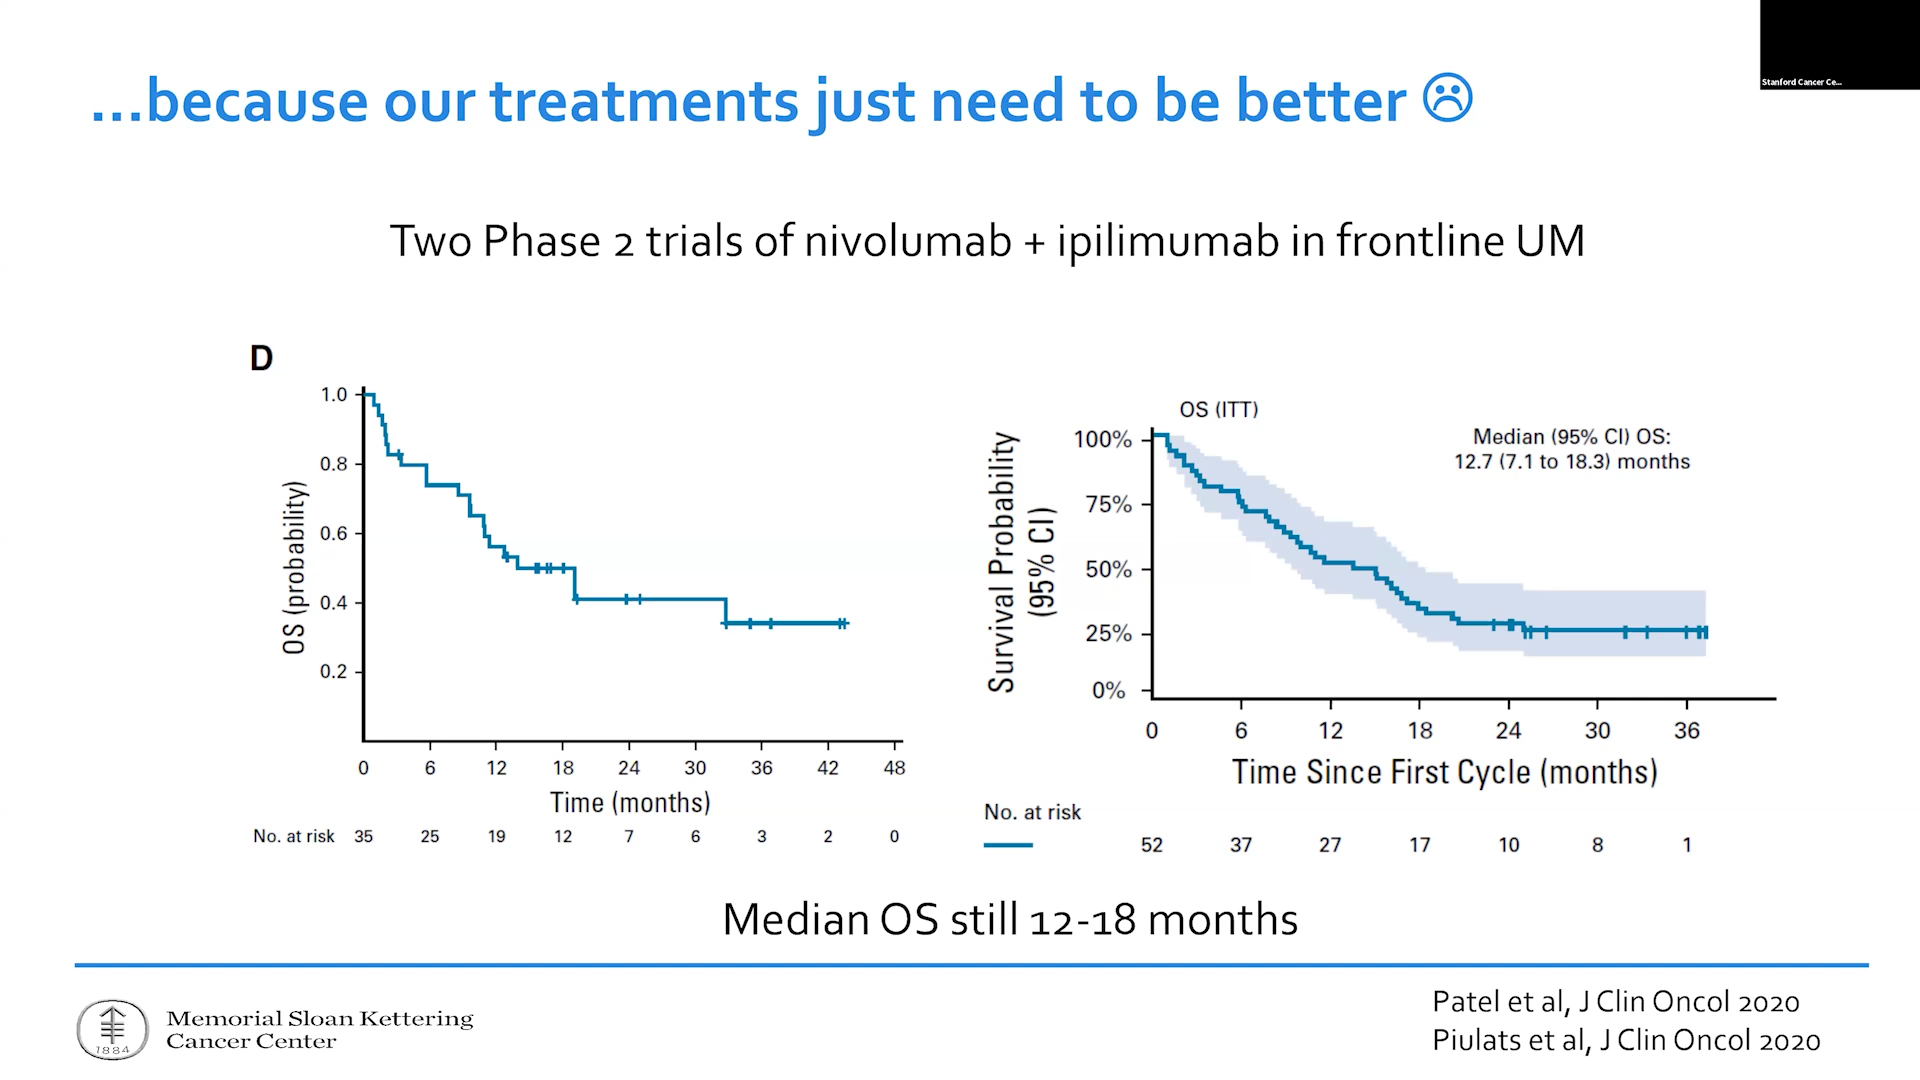 ...because our treatments just need to be better ☹
Stanford Cancer Ce...
Two Phase 2 trials of nivolumab + ipilimumab in frontline UM
D
OS (probability)
1.0
0.8
0.6
0.4
0.2
0 6 12 18 24 30 36 42 48
Time (months)
No. at risk 35 25 19 12 7 6 3 2 0
OS (ITT)
Median (95% CI) OS:
12.7 (7.1 to 18.3) months
Survival Probability
(95% CI)
100%
75%
50%
25%
0%
0 6 12 18 24 30 36
Time Since First Cycle (months)
No. at risk
52 37 27 17 10 8 1
Median OS still 12-18 months
1884
Memorial Sloan Kettering
Cancer Center
Patel et al, J Clin Oncol 2020
Piulats et al, J Clin Oncol 2020